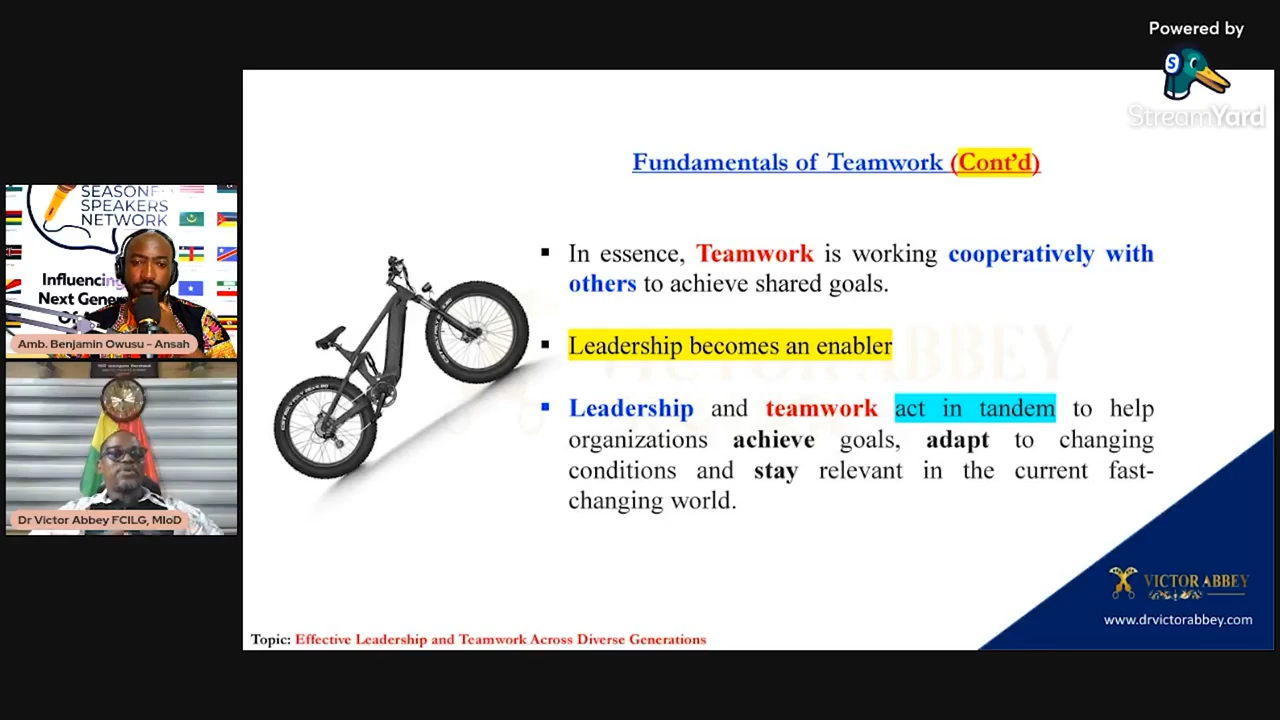 Powered by
StreamYard
Fundamentals of Teamwork (Cont'd)
▪ In essence, Teamwork is working cooperatively with
others to achieve shared goals.
▪ Leadership becomes an enabler
▪ Leadership and teamwork act in tandem to help
organizations achieve goals, adapt to changing
conditions and stay relevant in the current fast-
changing world.
SEASONED
SPEAKERS
NETWORK
Influencing
Next Gener
Amb. Benjamin Owusu - Ansah
Dr Victor Abbey FCILG, MIoD
VICTOR ABBEY
VICTOR ABBEY
www.drvictorabbey.com
Topic: Effective Leadership and Teamwork Across Diverse Generations